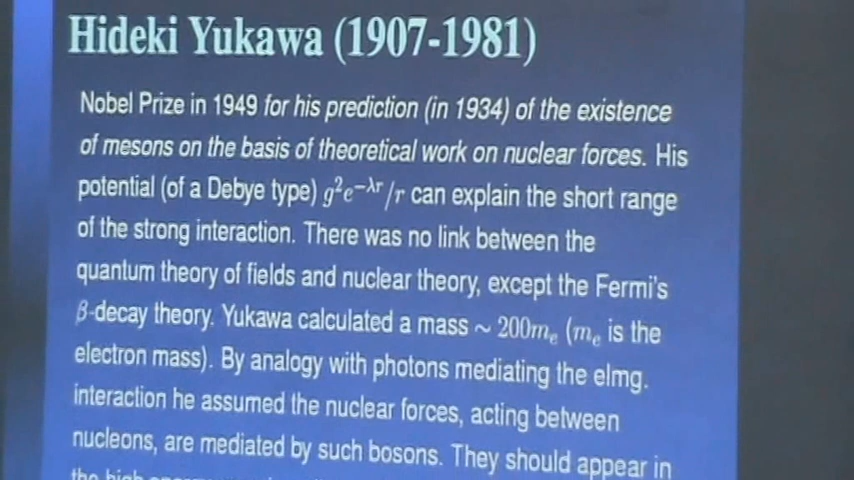 Hideki Yukawa (1907-1981)
Nobel Prize in 1949 for his prediction (in 1934) of the existence
of mesons on the basis of theoretical work on nuclear forces. His
potential (of a Debye type) g²e^{−λr}/r can explain the short range
of the strong interaction. There was no link between the
quantum theory of fields and nuclear theory, except the Fermi's
β-decay theory. Yukawa calculated a mass ~ 200mₑ (mₑ is the
electron mass). By analogy with photons mediating the elmg.
interaction he assumed the nuclear forces, acting between
nucleons, are mediated by such bosons. They should appear in
the high